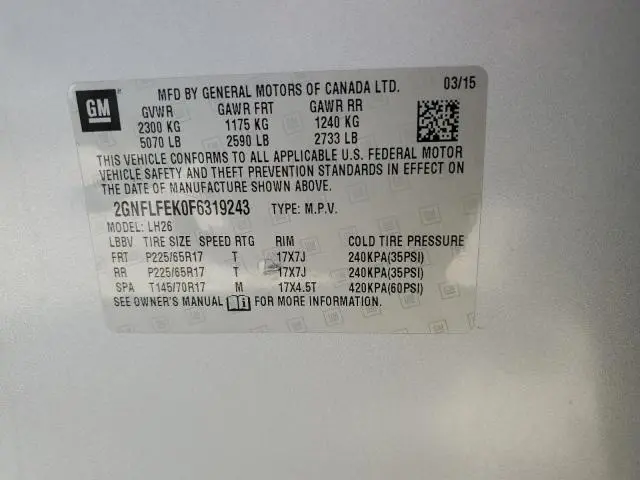 MFD BY GENERAL MOTORS OF CANADA LTD. 03/15
GM
GVWR GAWR FRT GAWR RR
2300 KG 1175 KG 1240 KG
5070 LB 2590 LB 2733 LB
THIS VEHICLE CONFORMS TO ALL APPLICABLE U.S. FEDERAL MOTOR
VEHICLE SAFETY AND THEFT PREVENTION STANDARDS IN EFFECT ON
THE DATE OF MANUFACTURE SHOWN ABOVE.
2GNFLFEK0F6319243 TYPE: M.P.V.
MODEL: LH26
LBBV TIRE SIZE SPEED RTG RIM COLD TIRE PRESSURE
FRT P225/65R17 T 17X7J 240KPA(35PSI)
RR P225/65R17 T 17X7J 240KPA(35PSI)
SPA T145/70R17 M 17X4.5T 420KPA(60PSI)
SEE OWNER'S MANUAL FOR MORE INFORMATION.